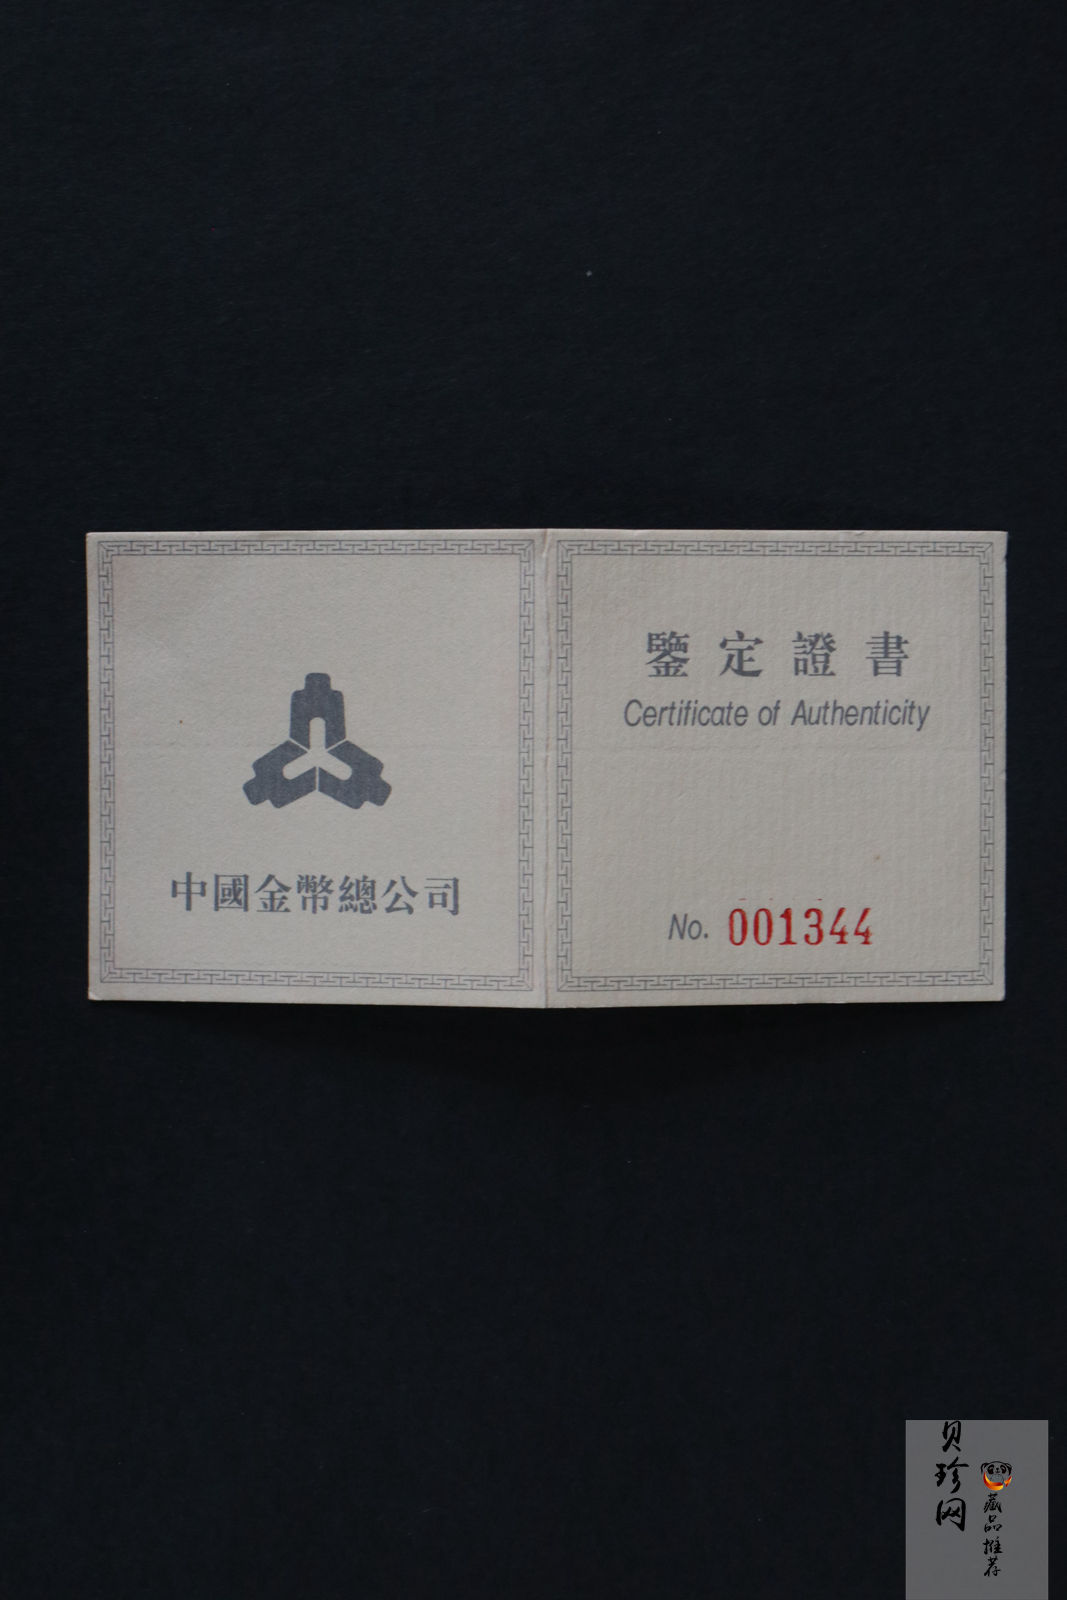 中國金幣總公司
鑒定證書
Certificate of Authenticity
No. 001344
贝珍网
藏品推荐